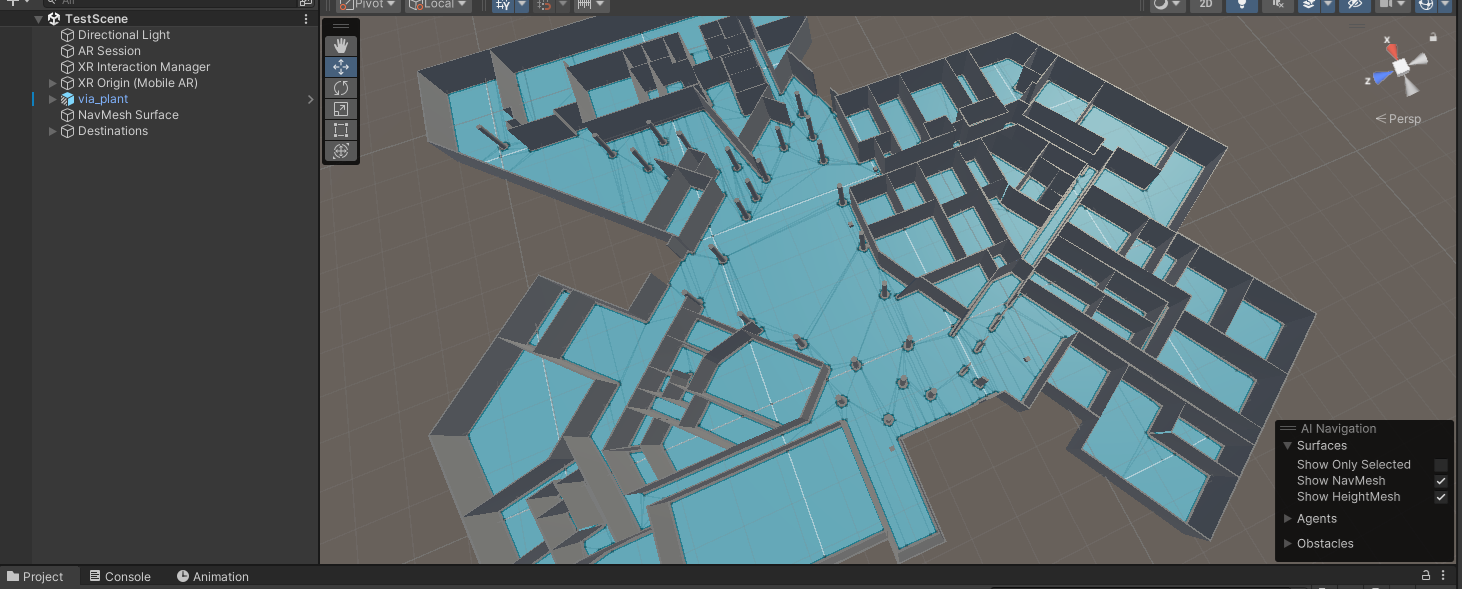 All
Pivot Local 2D
TestScene
Directional Light
AR Session
XR Interaction Manager
XR Origin (Mobile AR)
via_plant
NavMesh Surface
Destinations
x
z
Persp
AI Navigation
Surfaces
Show Only Selected
Show NavMesh
Show HeightMesh
Agents
Obstacles
Project Console Animation